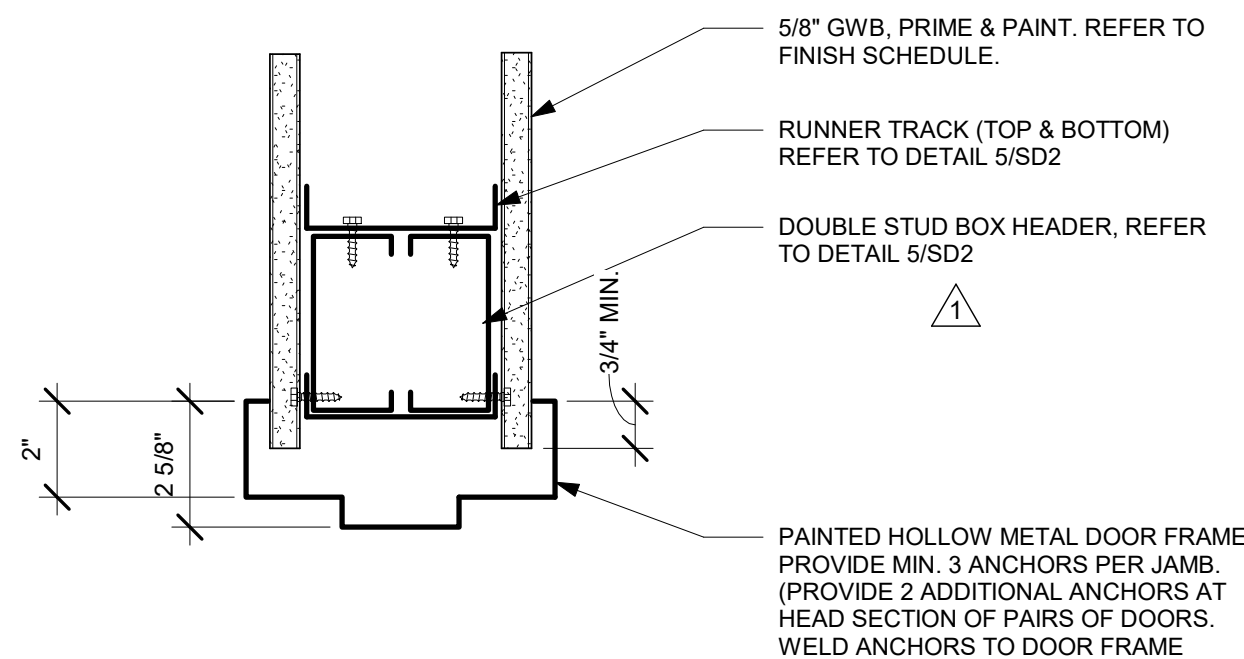 5/8" GWB, PRIME & PAINT. REFER TO
FINISH SCHEDULE.
RUNNER TRACK (TOP & BOTTOM)
REFER TO DETAIL 5/SD2
DOUBLE STUD BOX HEADER, REFER
TO DETAIL 5/SD2
1
3/4" MIN.
2"
2 5/8"
PAINTED HOLLOW METAL DOOR FRAME
PROVIDE MIN. 3 ANCHORS PER JAMB.
(PROVIDE 2 ADDITIONAL ANCHORS AT
HEAD SECTION OF PAIRS OF DOORS.
WELD ANCHORS TO DOOR FRAME